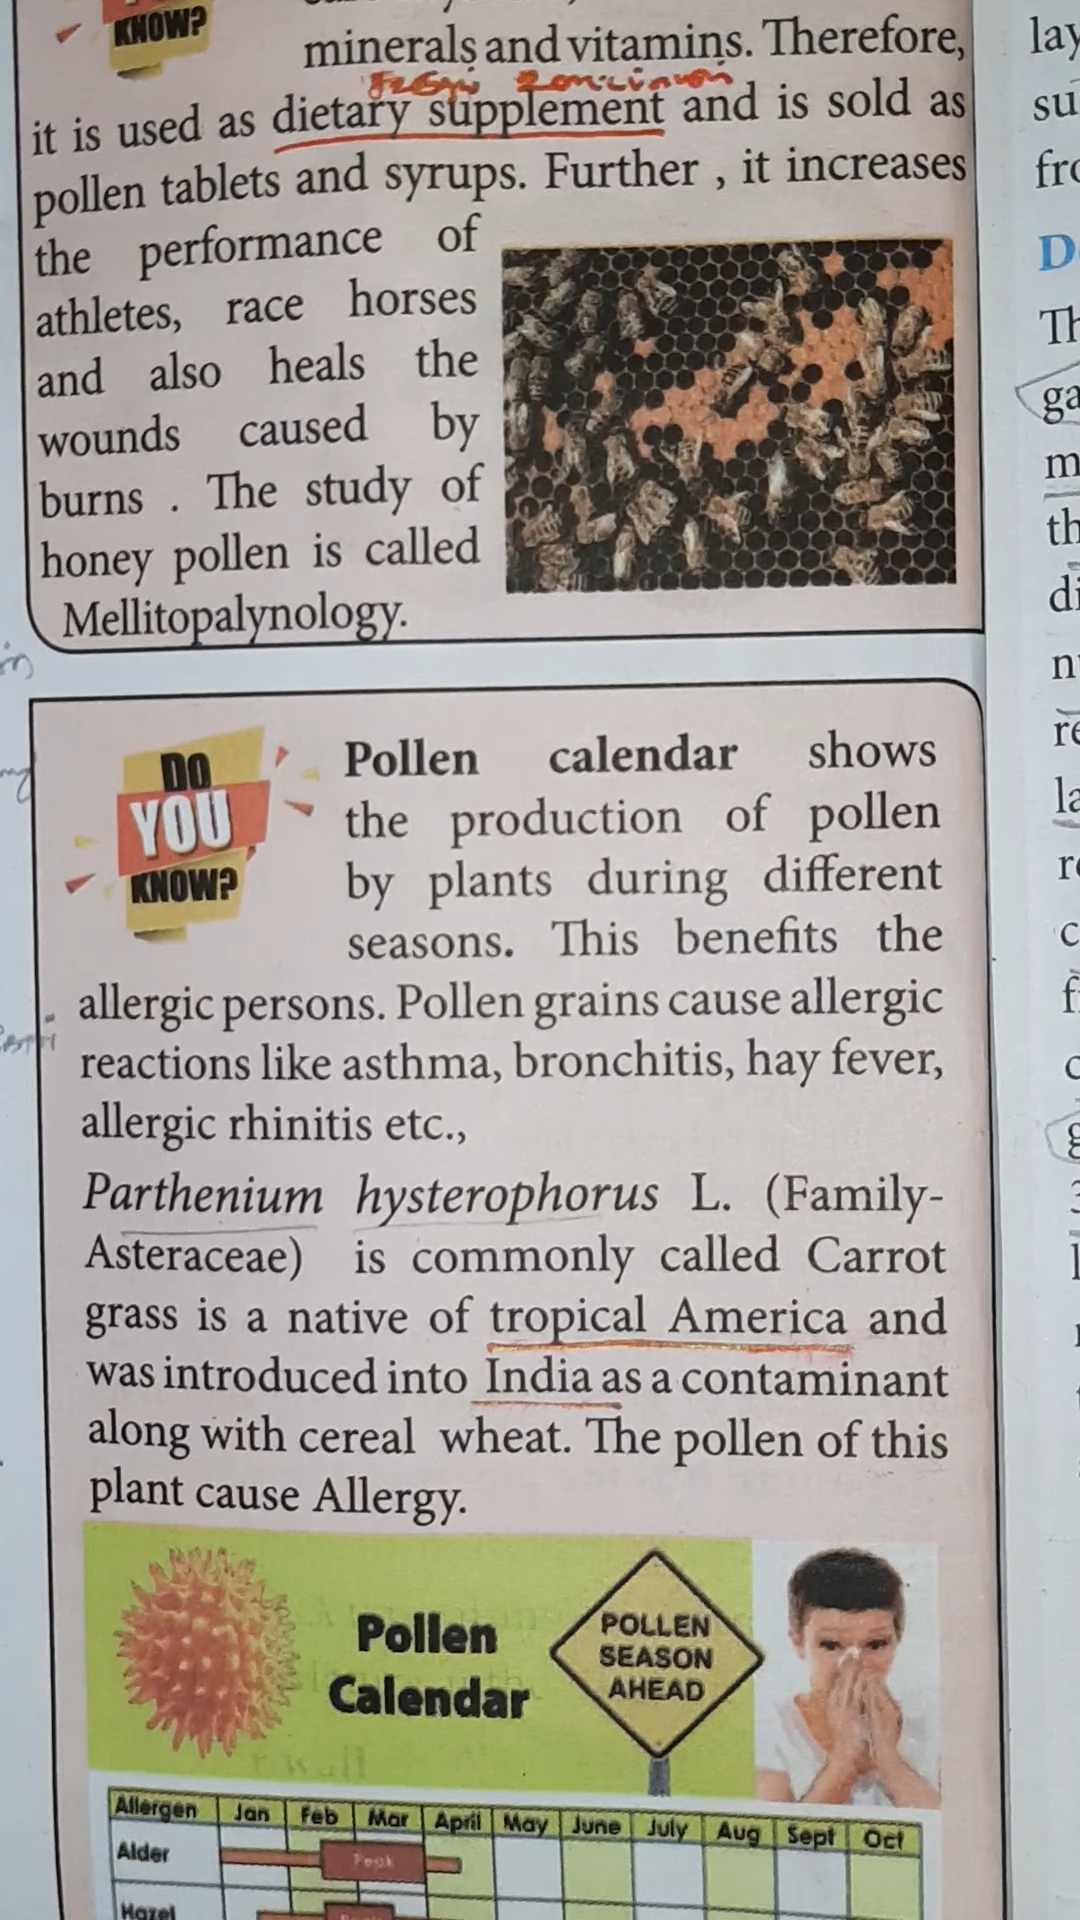 KNOW?
minerals and vitamins. Therefore,
it is used as dietary supplement and is sold as
pollen tablets and syrups. Further , it increases
the performance of
athletes, race horses
and also heals the
wounds caused by
burns . The study of
honey pollen is called
Mellitopalynology.
DO
YOU
KNOW?
Pollen calendar shows
the production of pollen
by plants during different
seasons. This benefits the
allergic persons. Pollen grains cause allergic
reactions like asthma, bronchitis, hay fever,
allergic rhinitis etc.,
Parthenium hysterophorus L. (Family-
Asteraceae) is commonly called Carrot
grass is a native of tropical America and
was introduced into India as a contaminant
along with cereal wheat. The pollen of this
plant cause Allergy.
Pollen
Calendar
POLLEN
SEASON
AHEAD
Allergen Jan Feb Mar April May June July Aug Sept Oct
Alder Peak
Hazel